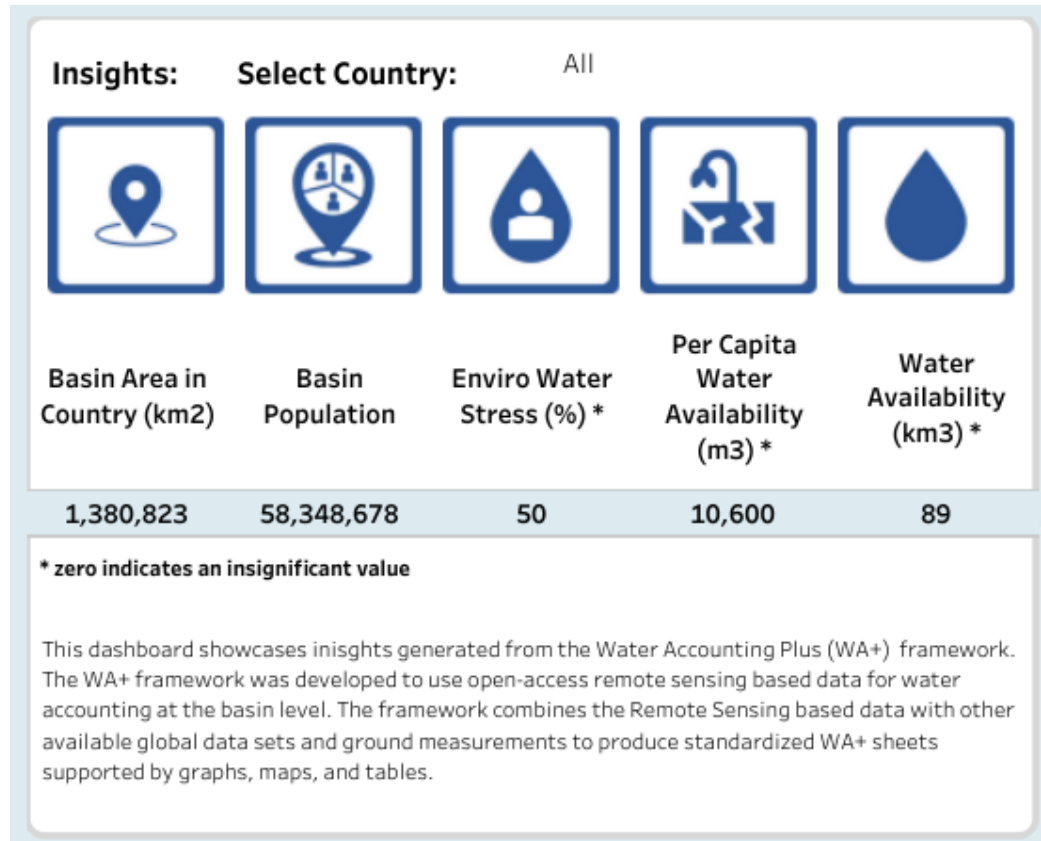 Insights: Select Country: All
Basin Area in
Country (km2)
Basin
Population
Enviro Water
Stress (%) *
Per Capita
Water
Availability
(m3) *
Water
Availability
(km3) *
1,380,823 58,348,678 50 10,600 89
* zero indicates an insignificant value
This dashboard showcases inisghts generated from the Water Accounting Plus (WA+) framework.
The WA+ framework was developed to use open-access remote sensing based data for water
accounting at the basin level. The framework combines the Remote Sensing based data with other
available global data sets and ground measurements to produce standardized WA+ sheets
supported by graphs, maps, and tables.